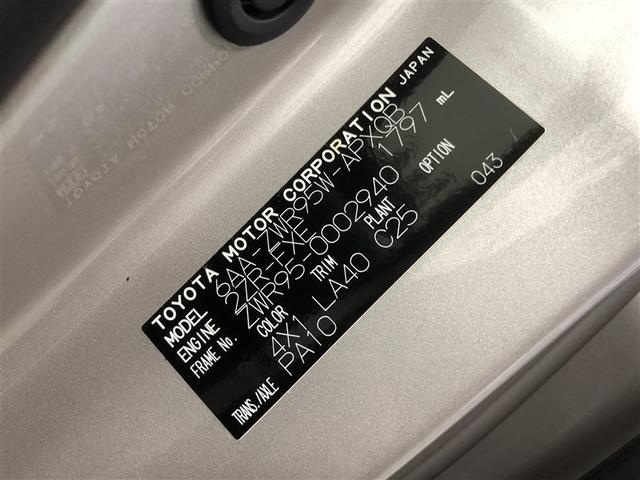 TOYOTA MOTOR CORPORATION JAPAN
MODEL 6AA-ZWR95W-APXQB
ENGINE 2ZR-FXE 1797 mL
FRAME No. ZWR95-0002940
COLOR TRIM PLANT OPTION
4X1 LA40 C25 043
TRANS./AXLE PA10